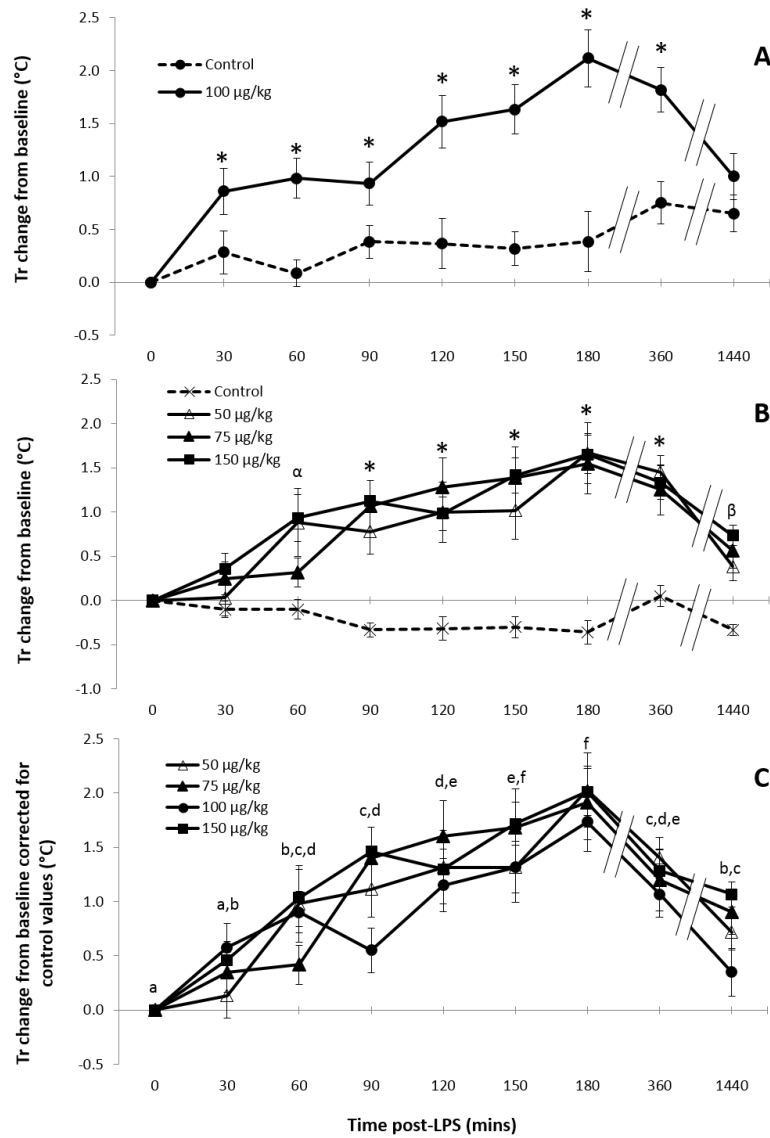 A
Control
100 µg/kg
Tr change from baseline (°C)
2.5
2.0
1.5
1.0
0.5
0.0
-0.5
* * * * * * *
0 30 60 90 120 150 180 360 1440
B
Control
50 µg/kg
75 µg/kg
150 µg/kg
Tr change from baseline (°C)
2.5
2.0
1.5
1.0
0.5
0.0
-0.5
-1.0
α * * * * * β
0 30 60 90 120 150 180 360 1440
C
50 µg/kg
75 µg/kg
100 µg/kg
150 µg/kg
Tr change from baseline corrected for
control values (°C)
2.5
2.0
1.5
1.0
0.5
0.0
-0.5
a a,b b,c,d c,d d,e e,f f c,d,e b,c
0 30 60 90 120 150 180 360 1440
Time post-LPS (mins)